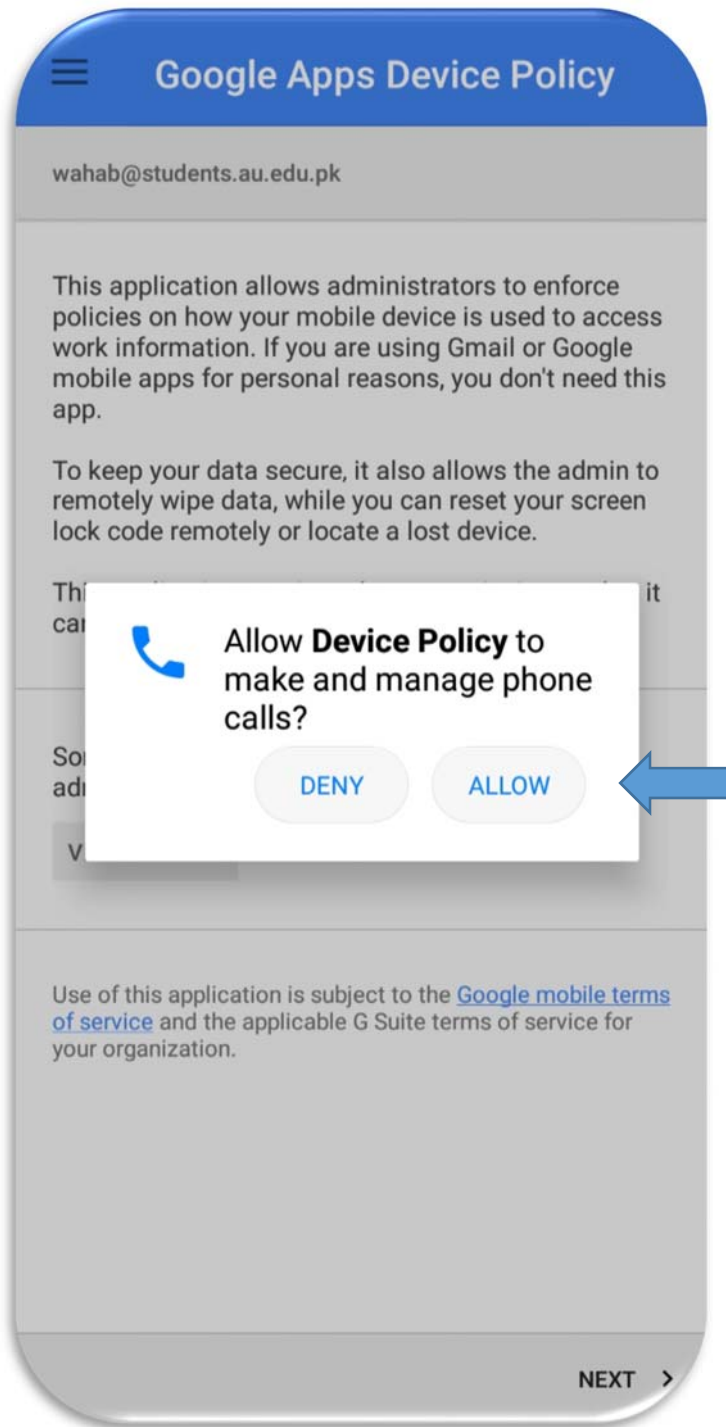 Google Apps Device Policy
wahab@students.au.edu.pk
This application allows administrators to enforce
policies on how your mobile device is used to access
work information. If you are using Gmail or Google
mobile apps for personal reasons, you don't need this
app.
To keep your data secure, it also allows the admin to
remotely wipe data, while you can reset your screen
lock code remotely or locate a lost device.
it
Allow Device Policy to
make and manage phone
calls?
DENY ALLOW
Use of this application is subject to the Google mobile terms
of service and the applicable G Suite terms of service for
your organization.
NEXT >